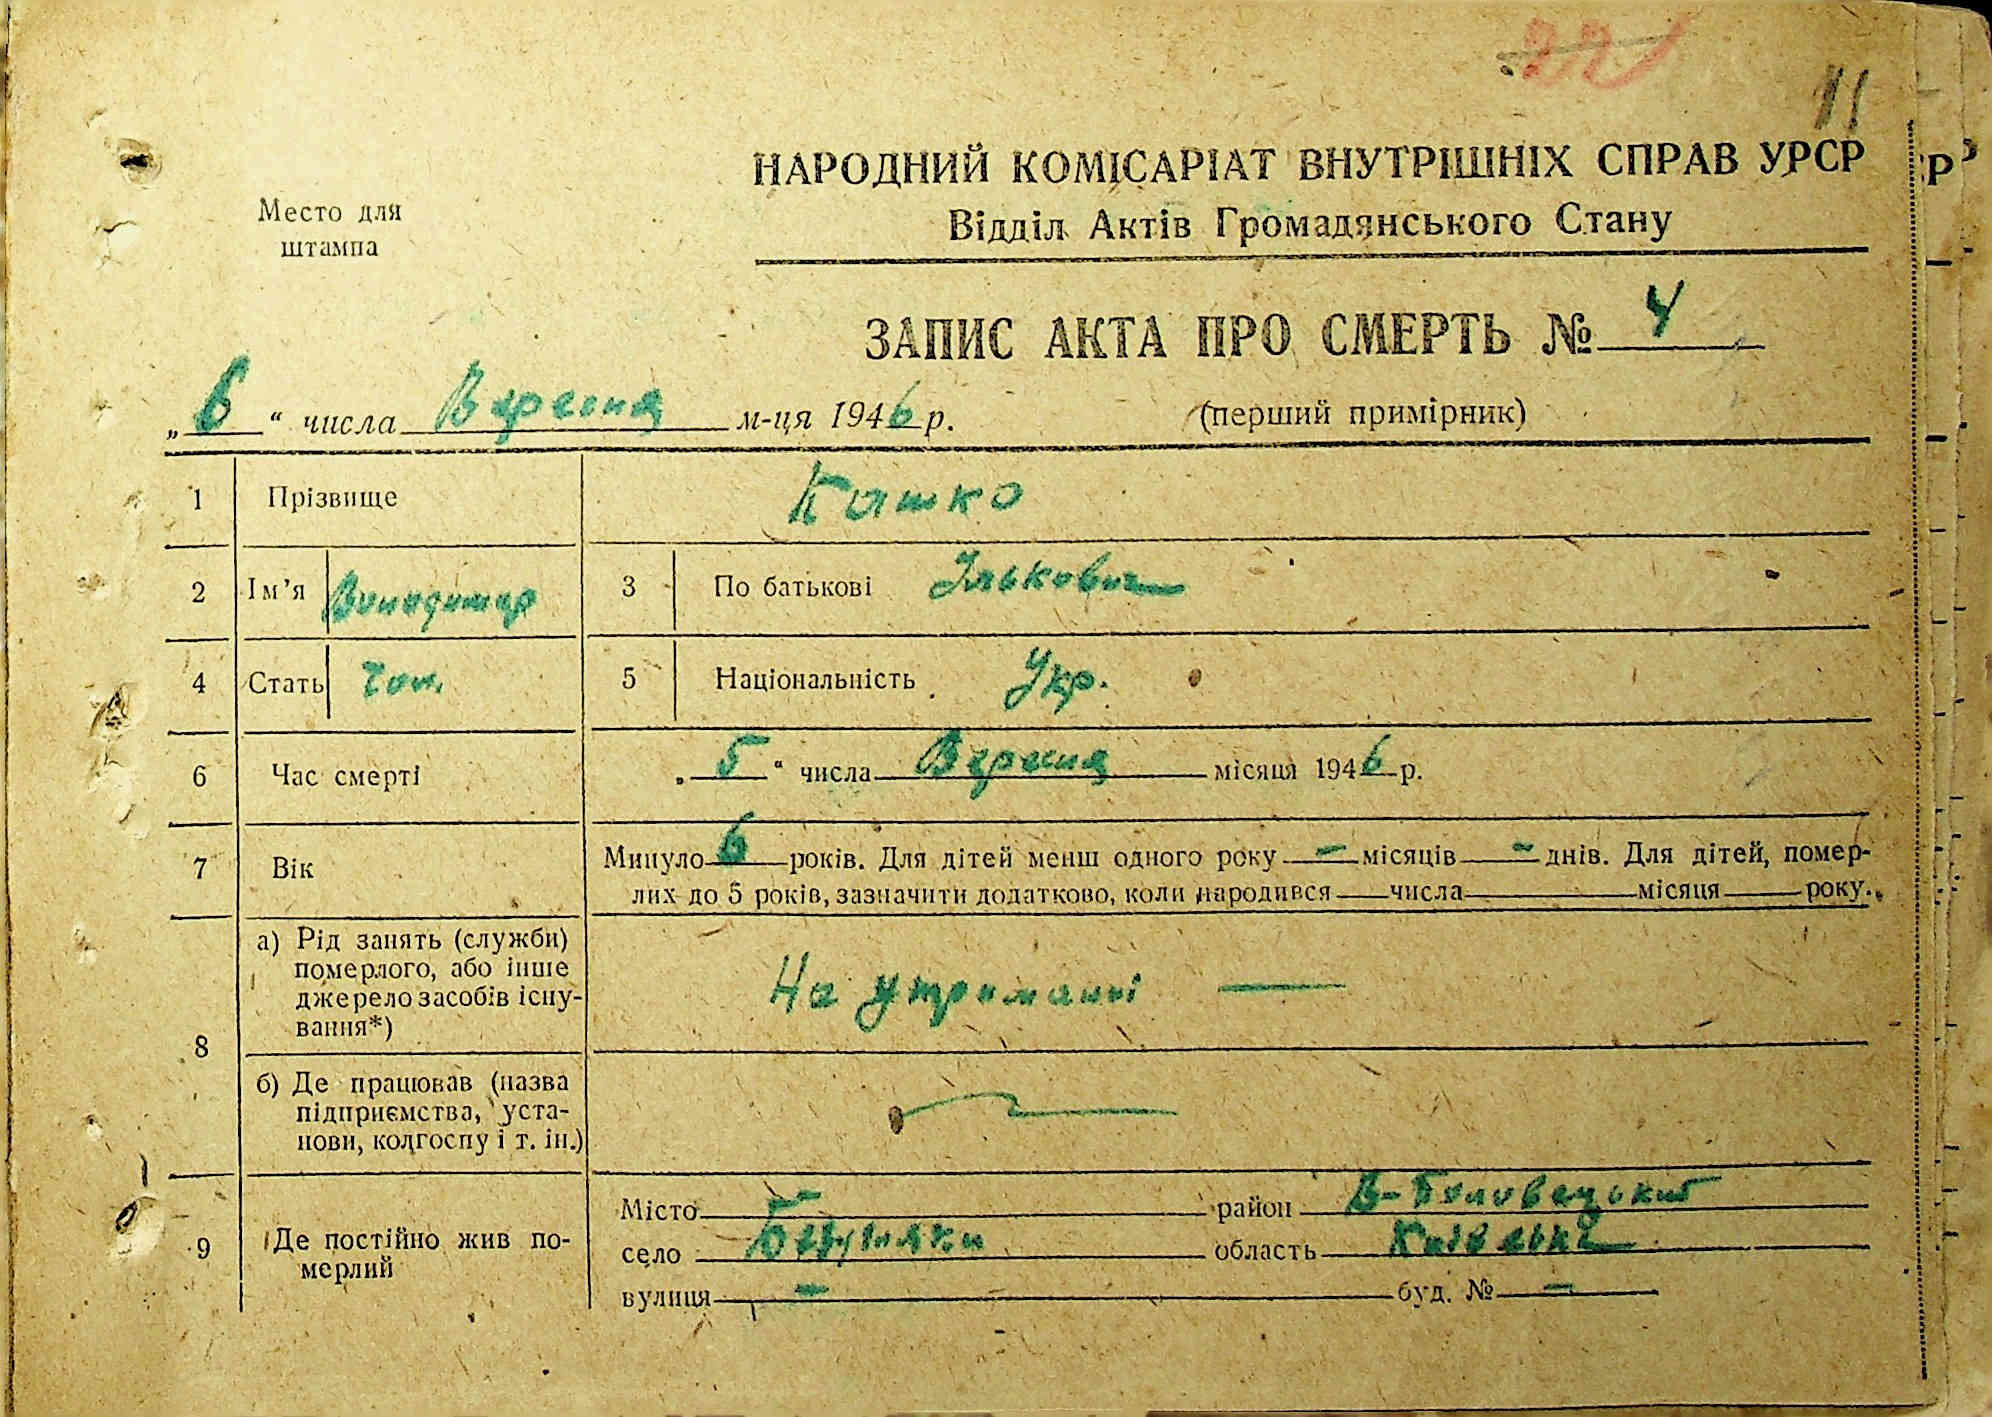 22
11
НАРОДНИЙ КОМІСАРІАТ ВНУТРІШНІХ СПРАВ УРСР
Место для штампа
Відділ Актів Громадянського Стану
ЗАПИС АКТА ПРО СМЕРТЬ № 4
„ 6 “ числа Вересня м-ця 1946 р. (перший примірник)
1 Прізвище Кашко
2 Ім’я Володимир 3 По батькові Ількович
4 Стать Чол. 5 Національність Укр.
6 Час смерті „ 5 “ числа Вересня місяця 1946 р.
7 Вік Минуло 6 років. Для дітей менш одного року - місяців - днів. Для дітей, помер-
лих до 5 років, зазначити додатково, коли народився числа місяця року.
8 а) Рід занять (служби)
померлого, або інше
джерело засобів існу-
вання*)
На утриманні —
б) Де працював (назва
підприємства, уста-
нови, колгоспу і т. ін.)
9 Де постійно жив по-
мерлий
Місто — район В-Половецький
село область Київська
вулиця - буд. № -